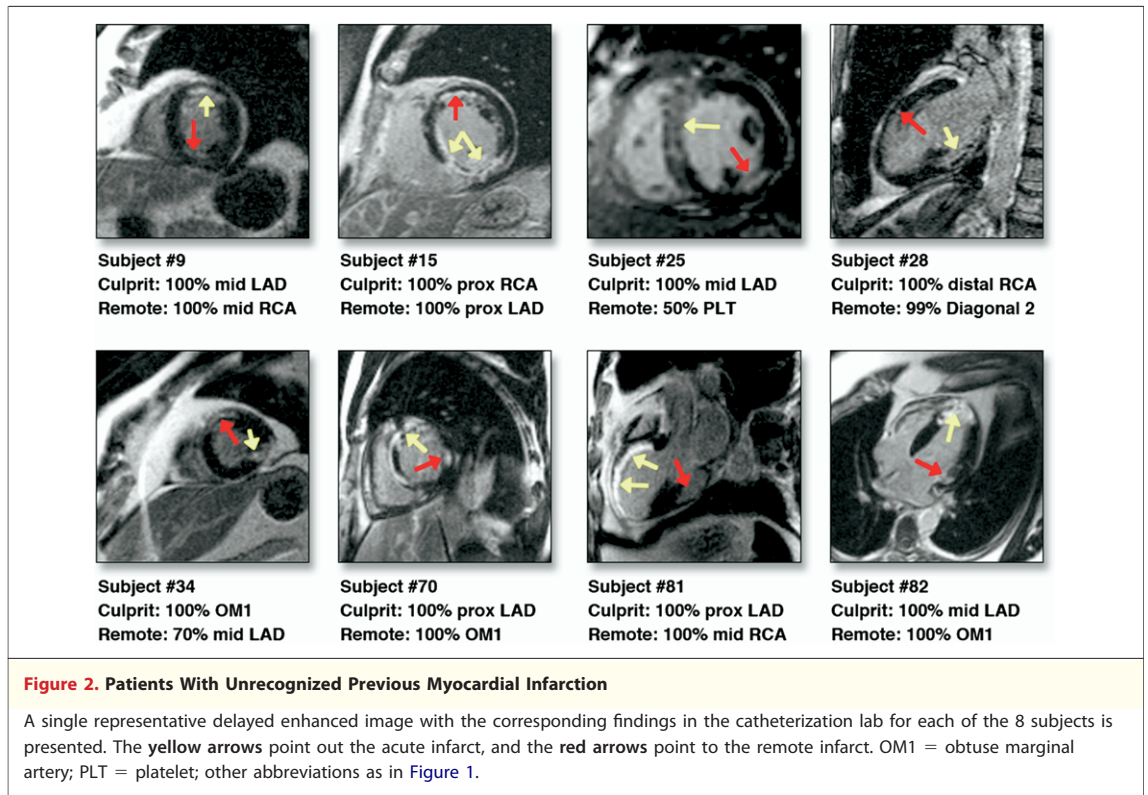 Subject #9
Culprit: 100% mid LAD
Remote: 100% mid RCA
Subject #15
Culprit: 100% prox RCA
Remote: 100% prox LAD
Subject #25
Culprit: 100% mid LAD
Remote: 50% PLT
Subject #28
Culprit: 100% distal RCA
Remote: 99% Diagonal 2
Subject #34
Culprit: 100% OM1
Remote: 70% mid LAD
Subject #70
Culprit: 100% prox LAD
Remote: 100% OM1
Subject #81
Culprit: 100% prox LAD
Remote: 100% mid RCA
Subject #82
Culprit: 100% mid LAD
Remote: 100% OM1
Figure 2. Patients With Unrecognized Previous Myocardial Infarction
A single representative delayed enhanced image with the corresponding findings in the catheterization lab for each of the 8 subjects is
presented. The yellow arrows point out the acute infarct, and the red arrows point to the remote infarct. OM1 = obtuse marginal
artery; PLT = platelet; other abbreviations as in Figure 1.